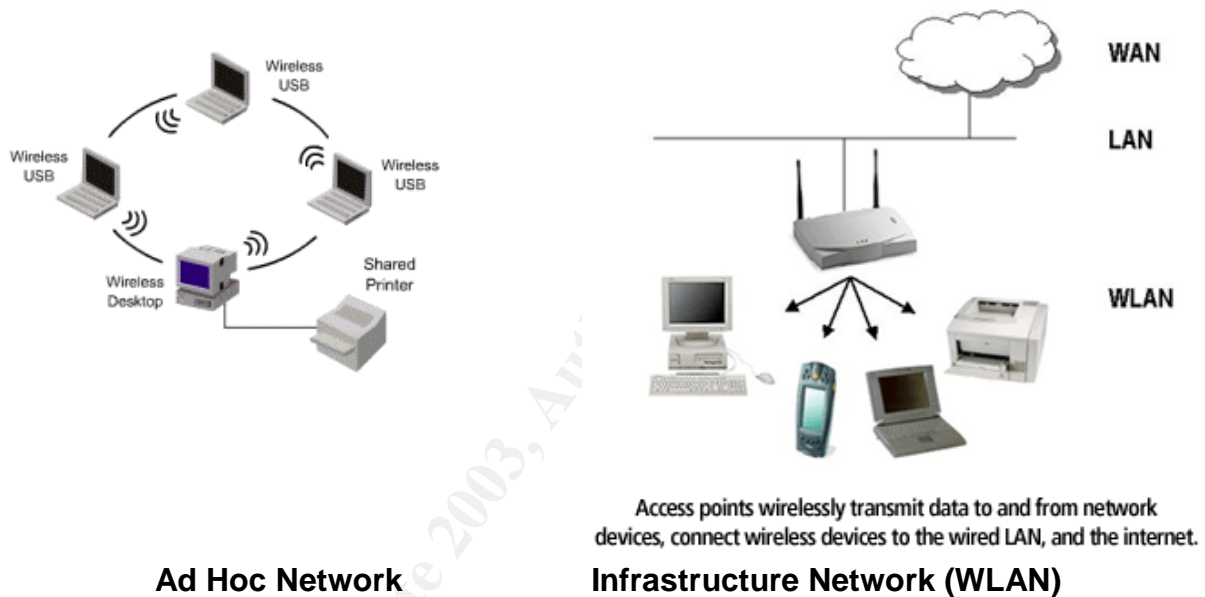 Wireless
USB
Wireless
USB
Wireless
USB
Wireless
Desktop
Shared
Printer
WAN
LAN
WLAN
Access points wirelessly transmit data to and from network
devices, connect wireless devices to the wired LAN, and the internet.
Ad Hoc Network
Infrastructure Network (WLAN)
2003,